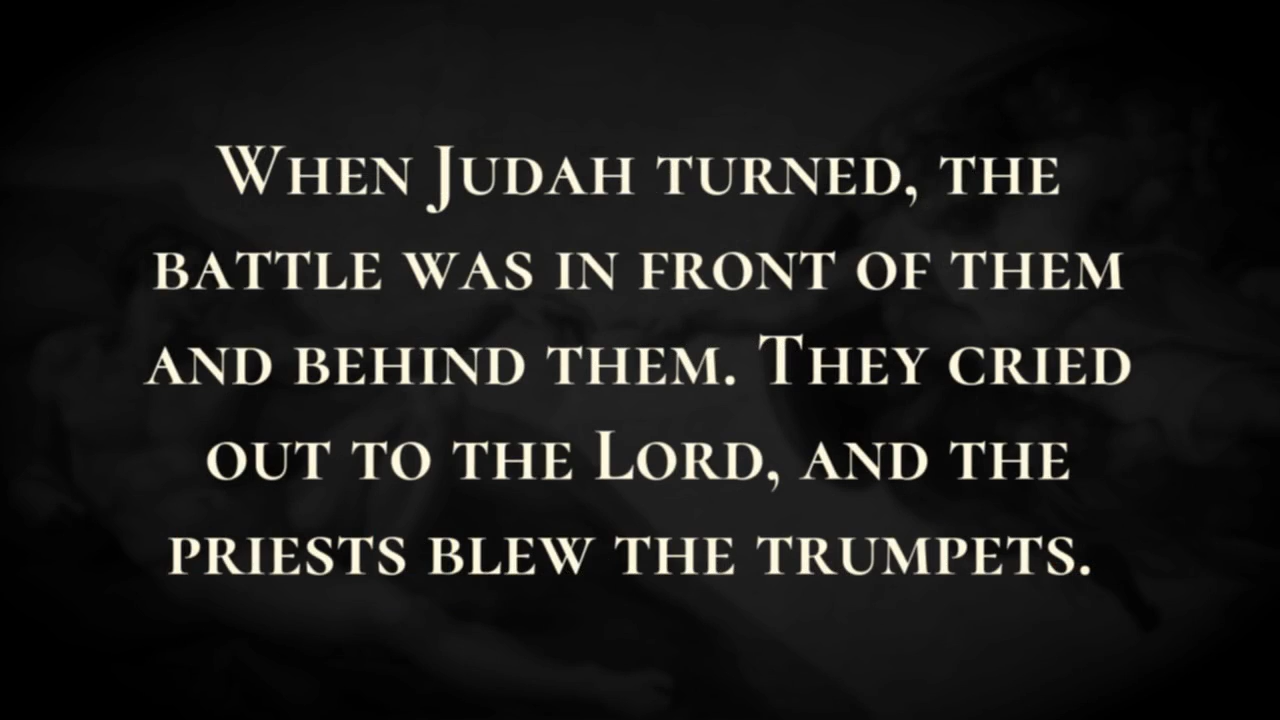 When Judah turned, the
battle was in front of them
and behind them. They cried
out to the Lord, and the
priests blew the trumpets.